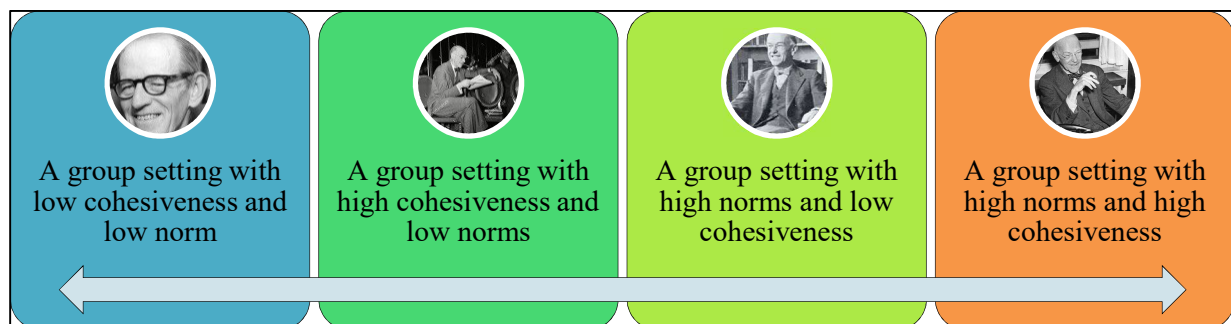 A group setting with
low cohesiveness and
low norm
A group setting with
high cohesiveness and
low norms
A group setting with
high norms and low
cohesiveness
A group setting with
high norms and high
cohesiveness